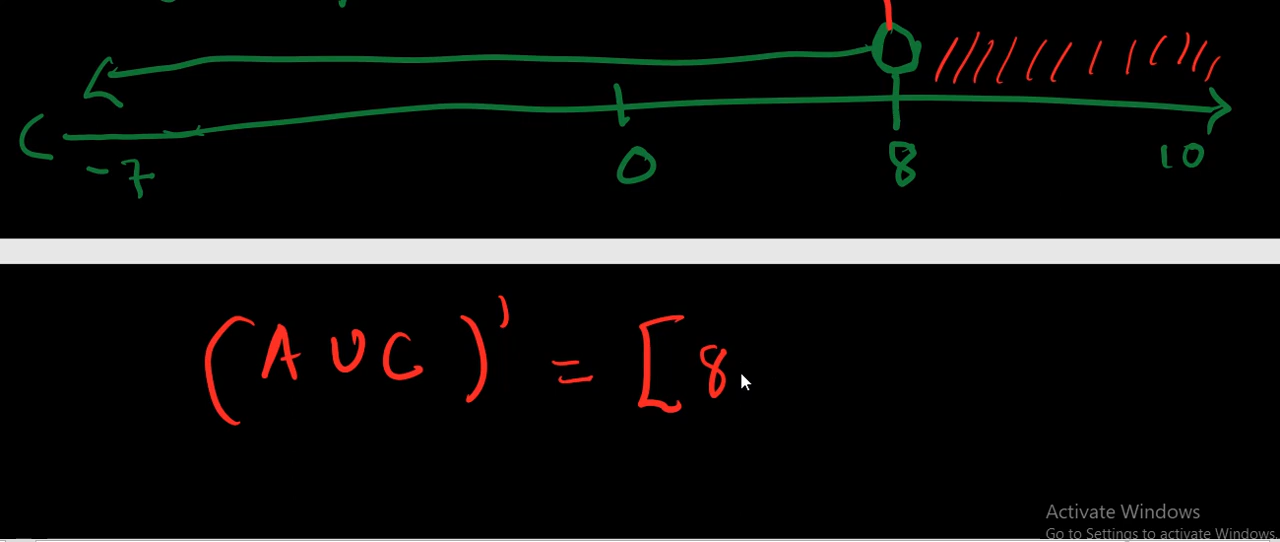 -7 0 8 10
(A U C)' = [8
Activate Windows
Go to Settings to activate Windows.